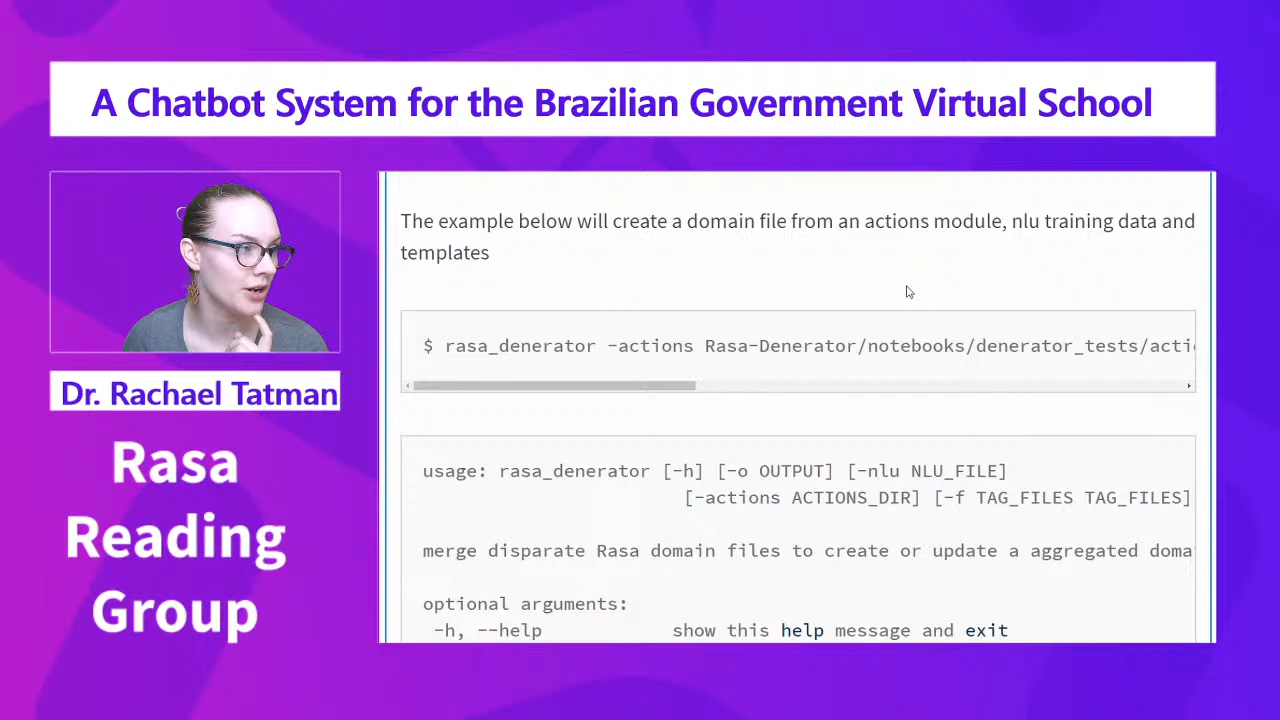 A Chatbot System for the Brazilian Government Virtual School
The example below will create a domain file from an actions module, nlu training data and
templates
$ rasa_denerator -actions Rasa-Denerator/notebooks/denerator_tests/acti
usage: rasa_denerator [-h] [-o OUTPUT] [-nlu NLU_FILE]
[-actions ACTIONS_DIR] [-f TAG_FILES TAG_FILES]
merge disparate Rasa domain files to create or update a aggregated doma
optional arguments:
-h, --help show this help message and exit
Dr. Rachael Tatman
Rasa
Reading
Group